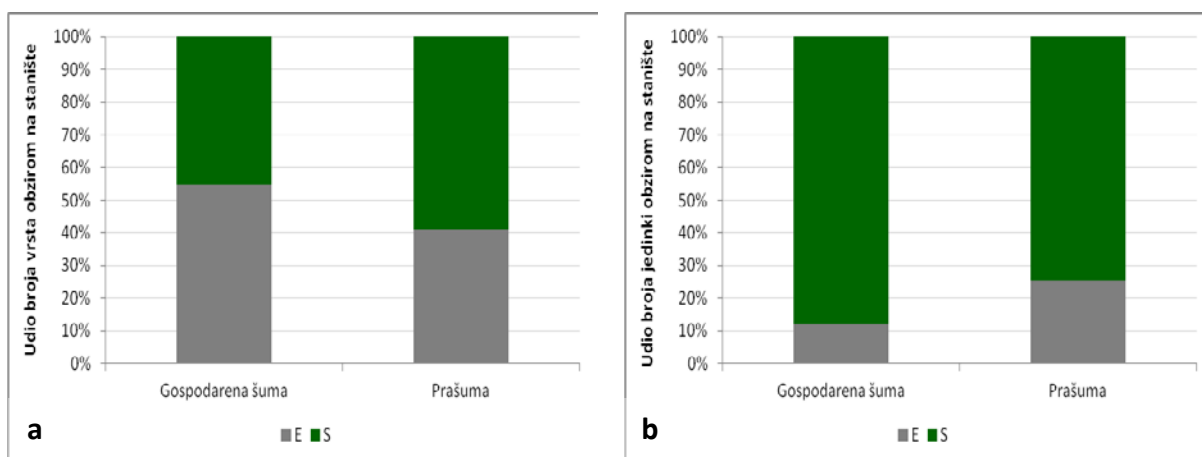 Udio broja vrsta obzirom na stanište
100%
90%
80%
70%
60%
50%
40%
30%
20%
10%
0%
Gospodarena šuma
Prašuma
E S
a
Udio broja jedinki obzirom na stanište
100%
90%
80%
70%
60%
50%
40%
30%
20%
10%
0%
Gospodarena šuma
Prašuma
E S
b